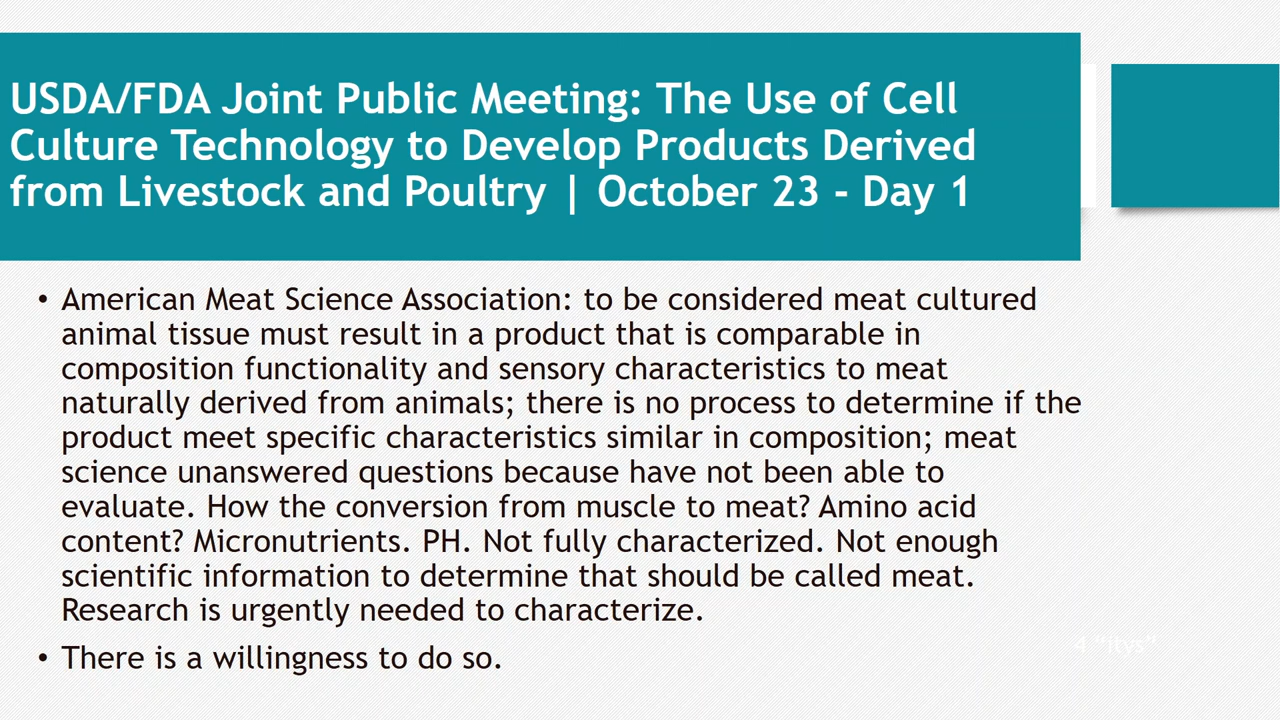 USDA/FDA Joint Public Meeting: The Use of Cell
Culture Technology to Develop Products Derived
from Livestock and Poultry | October 23 - Day 1
• American Meat Science Association: to be considered meat cultured
animal tissue must result in a product that is comparable in
composition functionality and sensory characteristics to meat
naturally derived from animals; there is no process to determine if the
product meet specific characteristics similar in composition; meat
science unanswered questions because have not been able to
evaluate. How the conversion from muscle to meat? Amino acid
content? Micronutrients. PH. Not fully characterized. Not enough
scientific information to determine that should be called meat.
Research is urgently needed to characterize.
4 “itys”
• There is a willingness to do so.